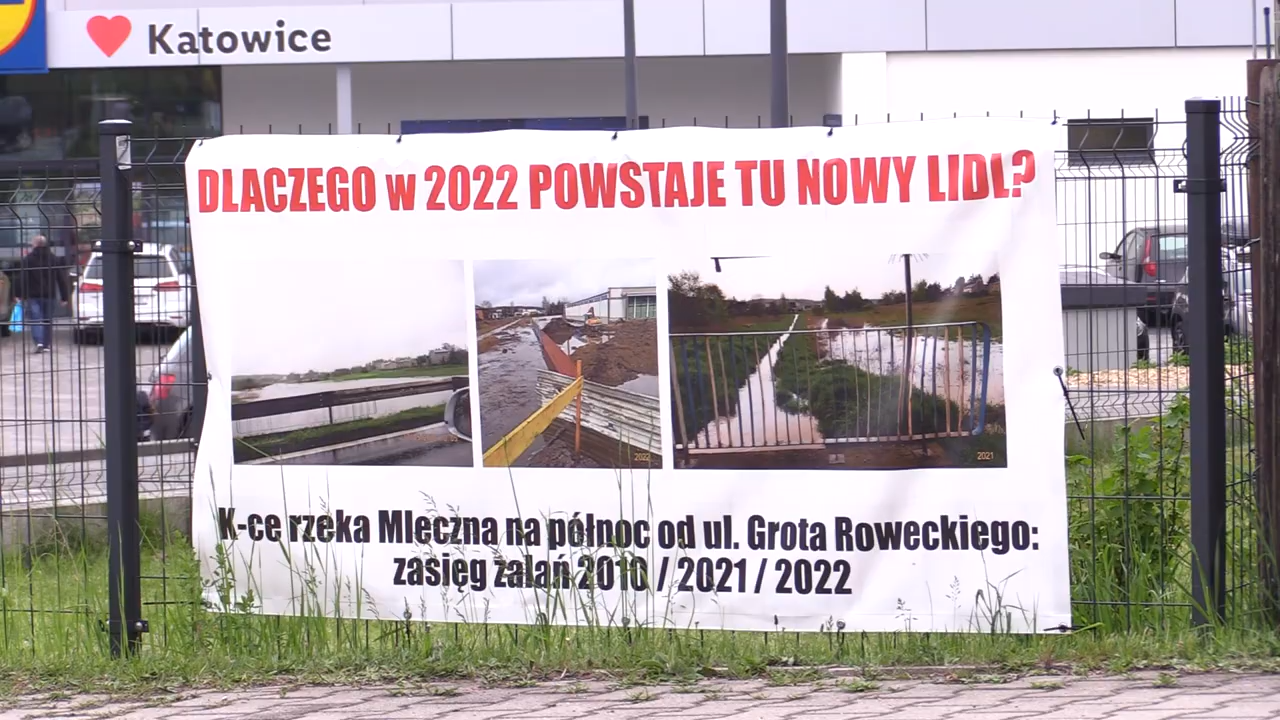 Katowice
DLACZEGO w 2022 POWSTAJE TU NOWY LIDL?
2022
2021
K-ce rzeka Mleczna na północ od ul. Grota Roweckiego:
zasięg zalań 2010 / 2021 / 2022